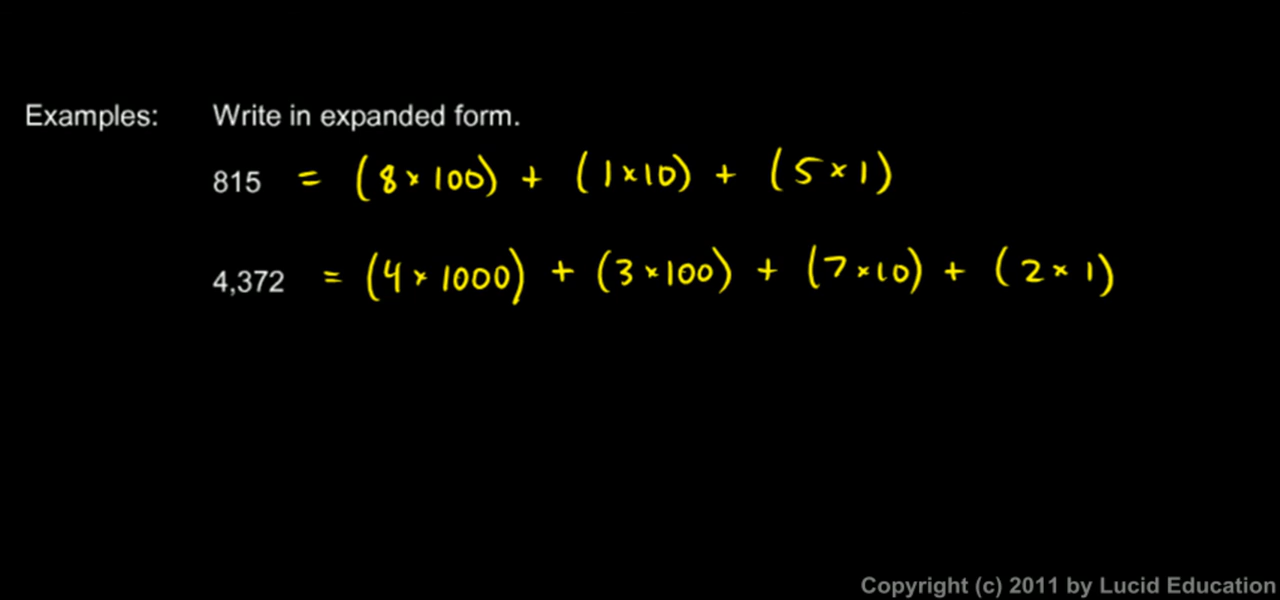 Examples: Write in expanded form.
815 = (8 × 100) + (1 × 10) + (5 × 1)
4,372 = (4 × 1000) + (3 × 100) + (7 × 10) + (2 × 1)
Copyright (c) 2011 by Lucid Education